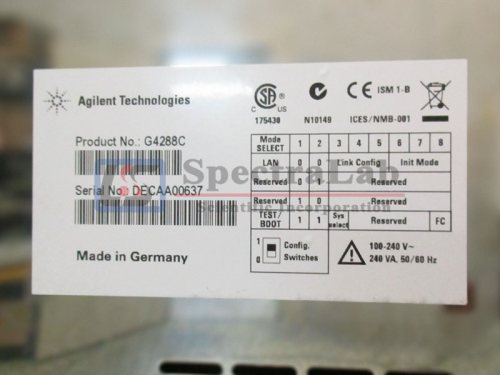 Agilent Technologies
Product No.: G4288C
Serial No.: DECAA00637
Made in Germany
SA
C US
175430
N10149
CE ISM 1-B
ICES/NMB-001
Mode SELECT 1 2 3 4 5 6 7 8
LAN 0 0 Link Config Init Mode
Reserved 0 1 Reserved
Reserved 1 0 Reserved
TEST/BOOT 1 1 Sys select Reserved FC
1
0
Config.
Switches
100-240 V~
240 VA, 50/60 Hz
SpectraLab
Scientific Incorporation